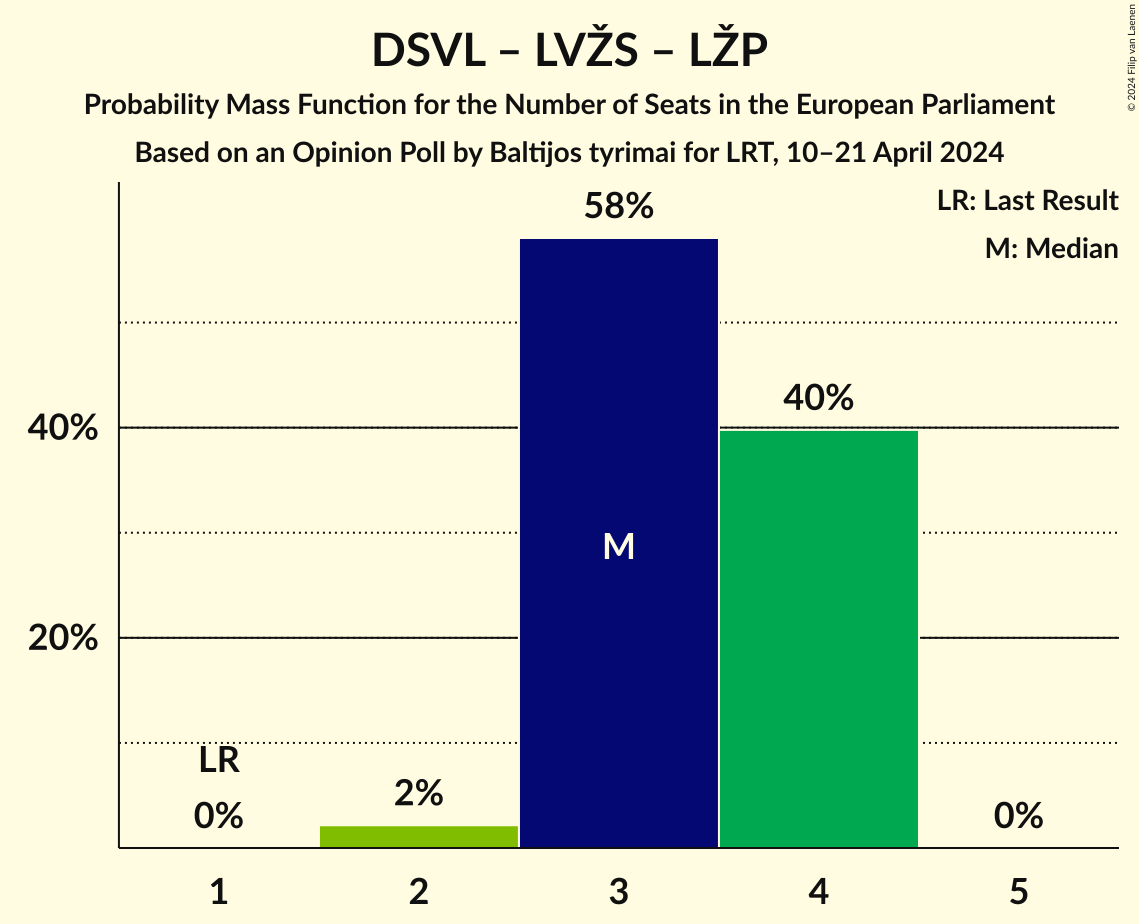 DSVL – LVŽS – LŽP
Probability Mass Function for the Number of Seats in the European Parliament
Based on an Opinion Poll by Baltijos tyrimai for LRT, 10–21 April 2024
© 2024 Filip van Laenen
LR: Last Result
M: Median
58%
40%
40%
M
20%
LR
0%
2%
0%
1 2 3 4 5